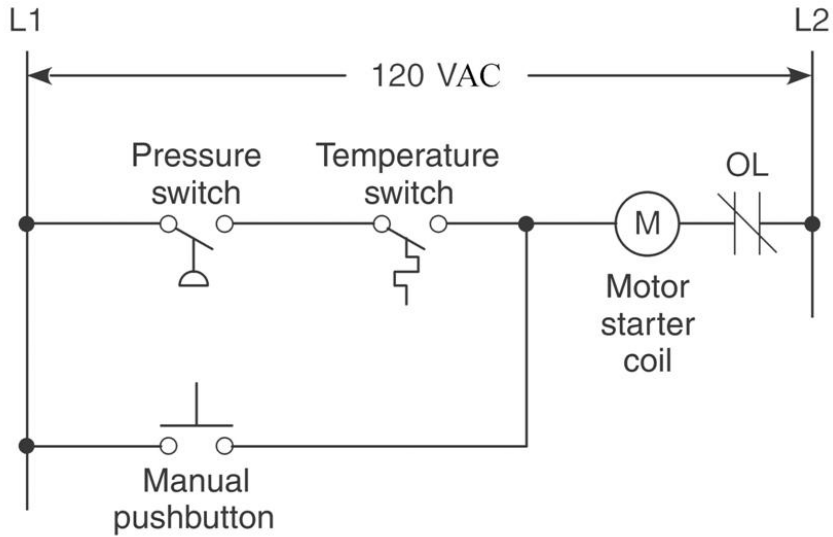 L1
L2
120 VAC
Pressure
switch
Temperature
switch
OL
M
Motor
starter
coil
Manual
pushbutton